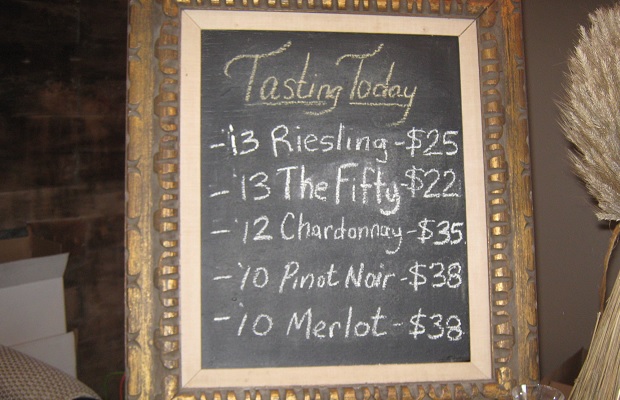 Tasting Today
- '13 Riesling - $25
- '13 The Fifty - $22
- '12 Chardonnay - $35
- '10 Pinot Noir - $38
- '10 Merlot - $38